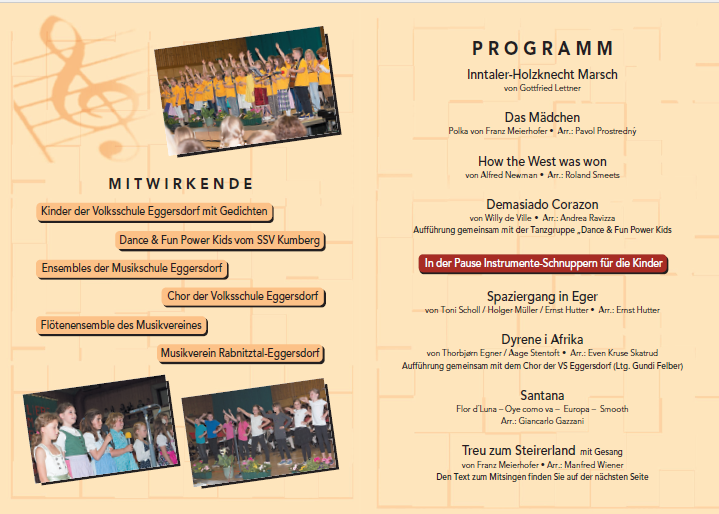 MITWIRKENDE
Kinder der Volksschule Eggersdorf mit Gedichten
Dance & Fun Power Kids vom SSV Kumberg
Ensembles der Musikschule Eggersdorf
Chor der Volksschule Eggersdorf
Flötenensemble des Musikvereines
Musikverein Rabnitztal-Eggersdorf
PROGRAMM
Inntaler-Holzknecht Marsch
von Gottfried Lettner
Das Mädchen
Polka von Franz Meierhofer • Arr.: Pavol Prostredný
How the West was won
von Alfred Newman • Arr.: Roland Smeets
Demasiado Corazon
von Willy de Ville • Arr.: Andrea Ravizza
Aufführung gemeinsam mit der Tanzgruppe „Dance & Fun Power Kids
In der Pause Instrumente-Schnuppern für die Kinder
Spaziergang in Eger
von Toni Scholl / Holger Müller / Ernst Hutter • Arr.: Ernst Hutter
Dyrene i Afrika
von Thorbjørn Egner / Aage Stentoft • Arr.: Even Kruse Skatrud
Aufführung gemeinsam mit dem Chor der VS Eggersdorf (Ltg. Gundi Felber)
Santana
Flor d'Luna – Oye como va – Europa – Smooth
Arr.: Giancarlo Gazzani
Treu zum Steirerland mit Gesang
von Franz Meierhofer • Arr.: Manfred Wiener
Den Text zum Mitsingen finden Sie auf der nächsten Seite